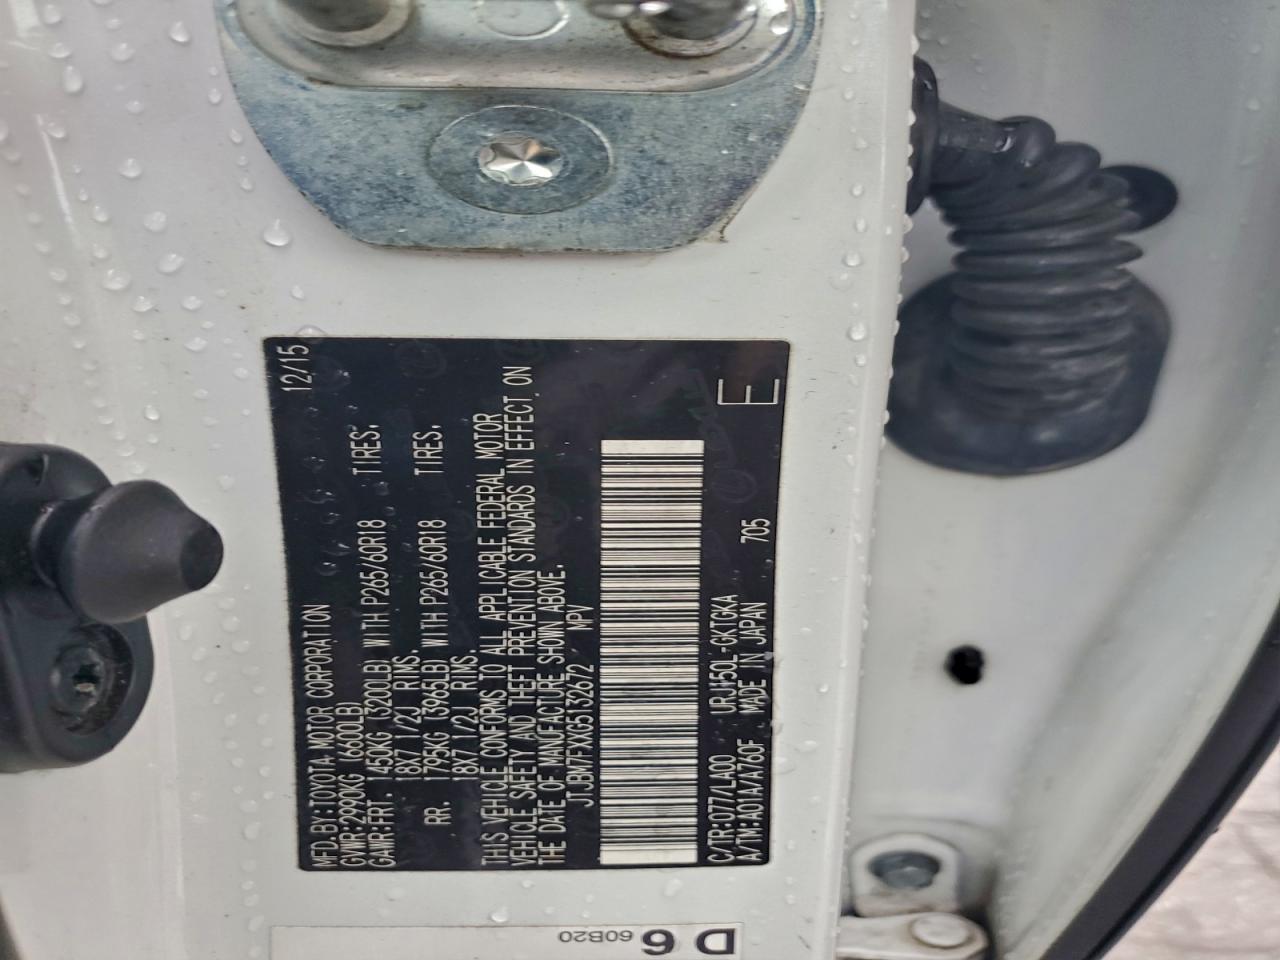 MFD.BY:TOYOTA MOTOR CORPORATION 12/15
GVWR:2990KG (6600LB)
GAWR:FRT. 1450KG (3200LB) WITH P265/60R18 TIRES.
18X7 1/2J RIMS.
RR. 1795KG (3965LB) WITH P265/60R18 TIRES.
18X7 1/2J RIMS.
THIS VEHICLE CONFORMS TO ALL APPLICABLE FEDERAL MOTOR
VEHICLE SAFETY AND THEFT PREVENTION STANDARDS IN EFFECT ON
THE DATE OF MANUFACTURE SHOWN ABOVE.
JTJBM7FXXG5132672 MPV
C/TR:077/LA00 URJ150L-GKTGKA
A/TM:A01A/A760F MADE IN JAPAN 705 E
D 6 60B20